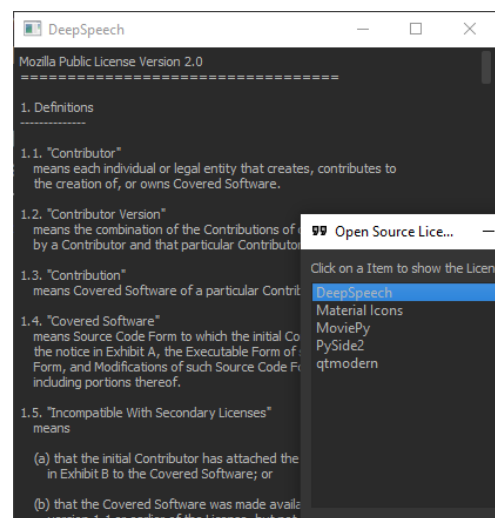 DeepSpeech
Mozilla Public License Version 2.0
==================================
1. Definitions
--------------
1.1. "Contributor"
means each individual or legal entity that creates, contributes to
the creation of, or owns Covered Software.
1.2. "Contributor Version"
means the combination of the Contributions of
by a Contributor and that particular Contributor
1.3. "Contribution"
means Covered Software of a particular
1.4. "Covered Software"
means Source Code Form to which the initial
the notice in Exhibit A, the Executable Form of
Form, and Modifications of such Source Code
including portions thereof.
1.5. "Incompatible With Secondary Licenses"
means
(a) that the initial Contributor has attached the
in Exhibit B to the Covered Software; or
(b) that the Covered Software was made
Open Source Lice...
Click on a Item to show the
DeepSpeech
Material Icons
MoviePy
PySide2
qtmodern